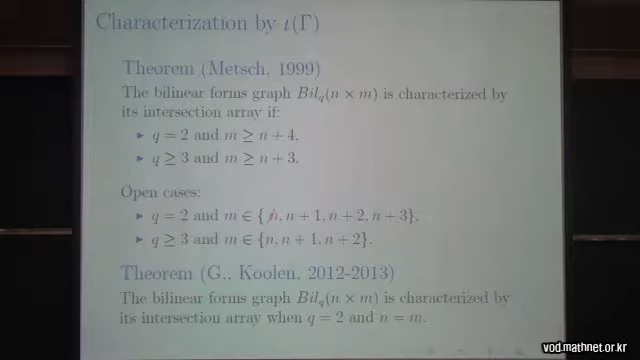 Characterization by ι(Γ)
Theorem (Metsch, 1999)
The bilinear forms graph Bil_q(n × m) is characterized by
its intersection array if:
► q = 2 and m ≥ n + 4,
► q ≥ 3 and m ≥ n + 3.
Open cases:
► q = 2 and m ∈ {n, n + 1, n + 2, n + 3},
► q ≥ 3 and m ∈ {n, n + 1, n + 2}.
Theorem (G., Koolen, 2012-2013)
The bilinear forms graph Bil_q(n × m) is characterized by
its intersection array when q = 2 and n = m.
vod.mathnet.or.kr